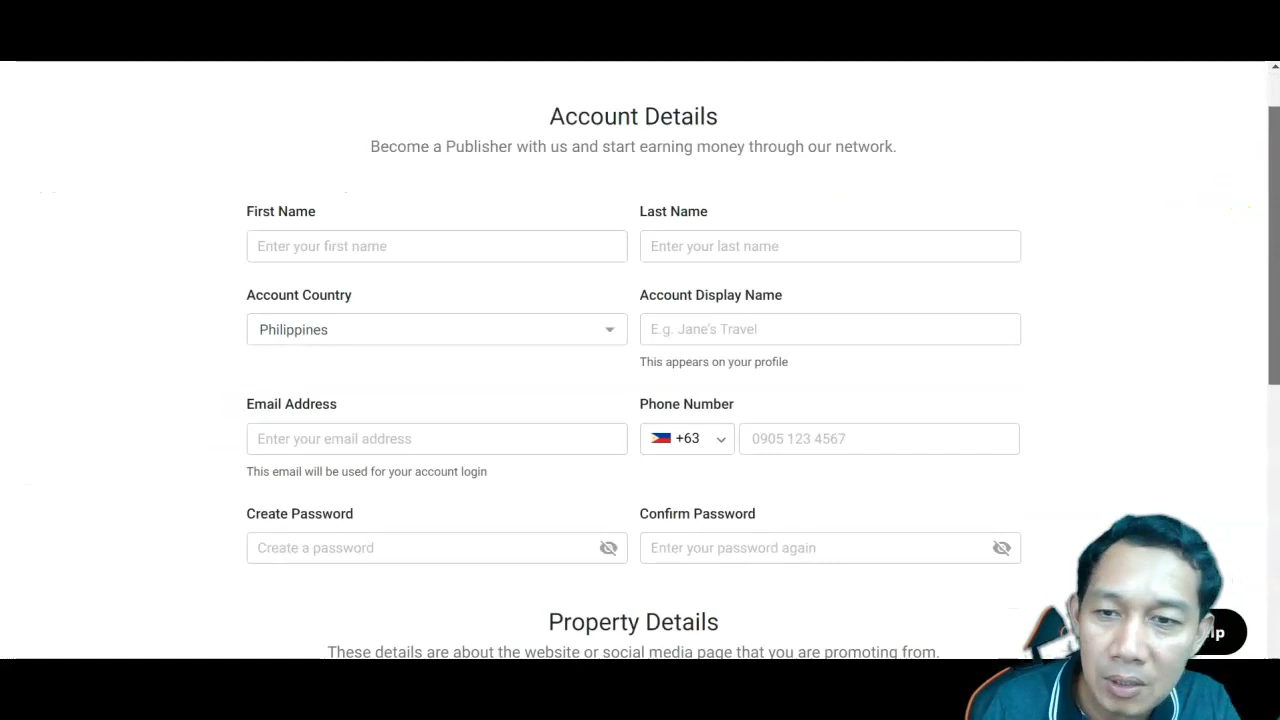 Account Details
Become a Publisher with us and start earning money through our network.
First Name
Last Name
Enter your first name
Enter your last name
Account Country
Account Display Name
Philippines
E.g. Jane's Travel
This appears on your profile
Email Address
Phone Number
Enter your email address
+63
0905 123 4567
This email will be used for your account login
Create Password
Confirm Password
Create a password
Enter your password again
Property Details
These details are about the website or social media page that you are promoting from.